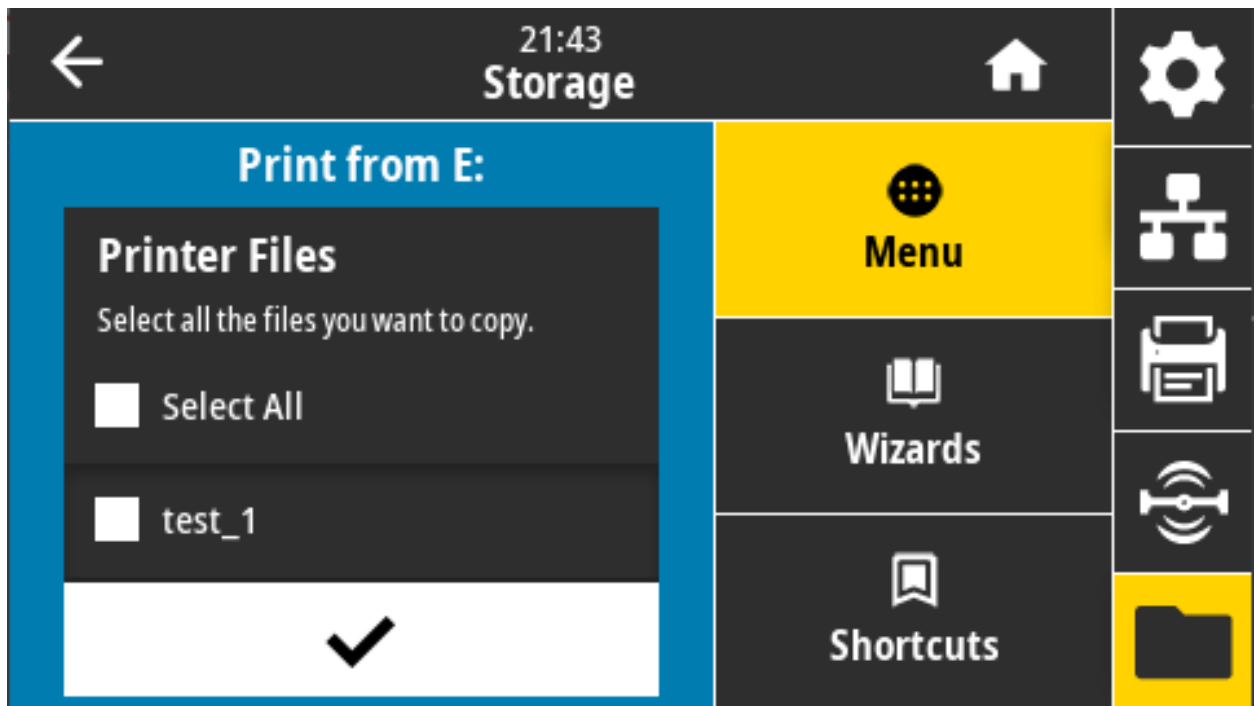 21:43
Storage
Print from E:
Printer Files
Select all the files you want to copy.
Select All
test_1
Menu
Wizards
Shortcuts